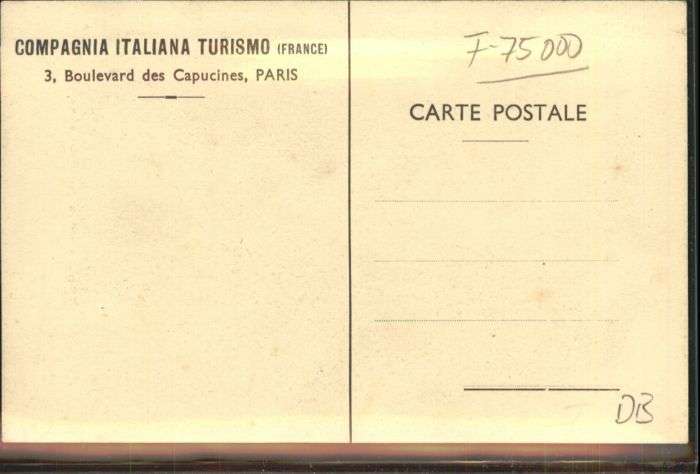 COMPAGNIA ITALIANA TURISMO (FRANCE)
3, Boulevard des Capucines, PARIS
F-75000
CARTE POSTALE
DB